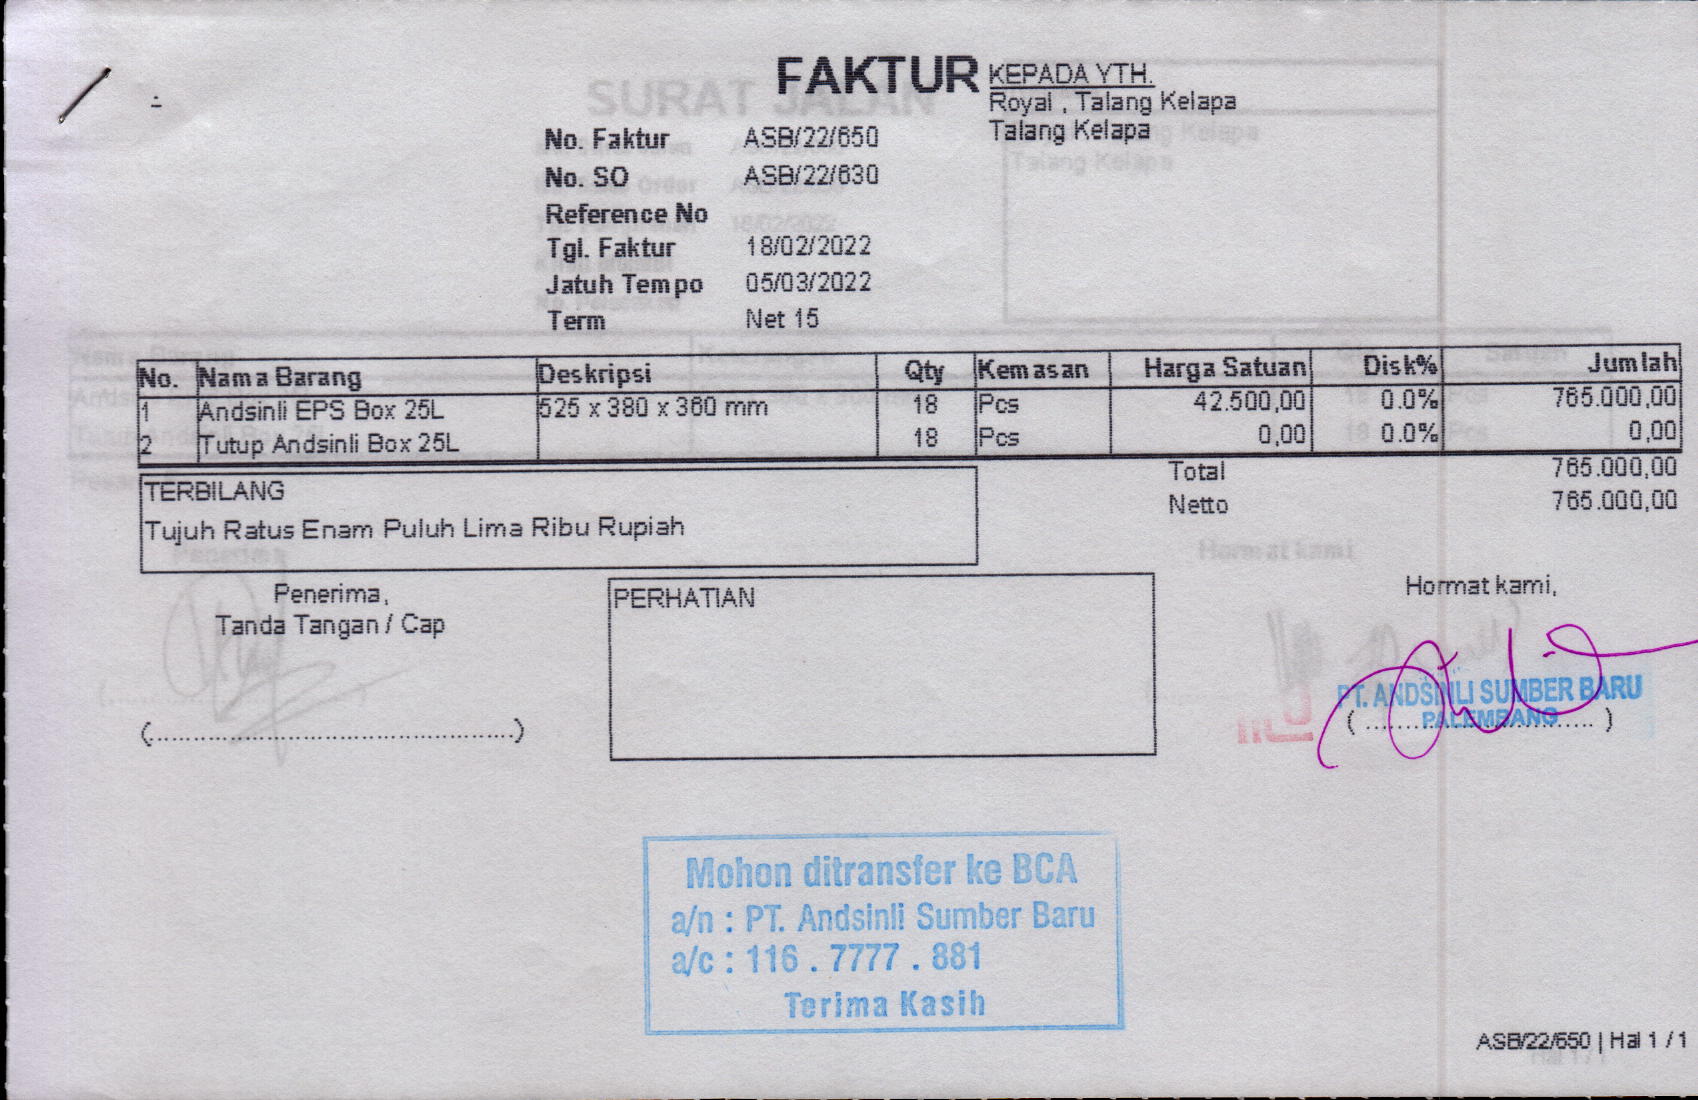 FAKTUR
KEPADA YTH.
Royal , Talang Kelapa
Talang Kelapa
No. Faktur ASB/22/650
No. SO ASB/22/630
Reference No
Tgl. Faktur 18/02/2022
Jatuh Tempo 05/03/2022
Term Net 15
No. Nama Barang Deskripsi Qty Kemasan Harga Satuan Disk% Jumlah
1 Andsinli EPS Box 25L 525 x 380 x 360 mm 18 Pcs 42.500,00 0.0% 765.000,00
2 Tutup Andsinli Box 25L 18 Pcs 0,00 0.0% 0,00
Total 765.000,00
Netto 765.000,00
TERBILANG
Tujuh Ratus Enam Puluh Lima Ribu Rupiah
Penerima,
Tanda Tangan / Cap
(............................................)
PERHATIAN
Hormat kami,
PT. ANDSINLI SUMBER BARU
PALEMBANG
(..............................)
Mohon ditransfer ke BCA
a/n : PT. Andsinli Sumber Baru
a/c : 116 . 7777 . 881
Terima Kasih
ASB/22/650 | Hal 1 / 1
SURAT JALAN